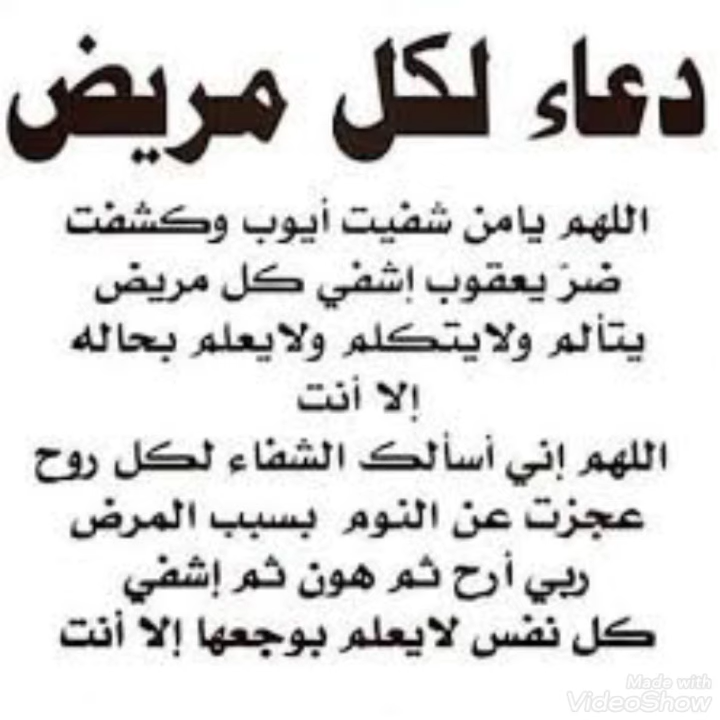 دعاء لكل مريض
اللهم يامن شفيت أيوب وكشفت
ضرَ يعقوب إشفي كل مريض
يتألم ولايتكلم ولايعلم بحاله
إلا أنت
اللهم إني أسألك الشفاء لكل روح
عجزت عن النوم بسبب المرض
ربي أرح ثم هون ثم إشفي
كل نفس لايعلم بوجعها إلا أنت
Made with
VideoShow